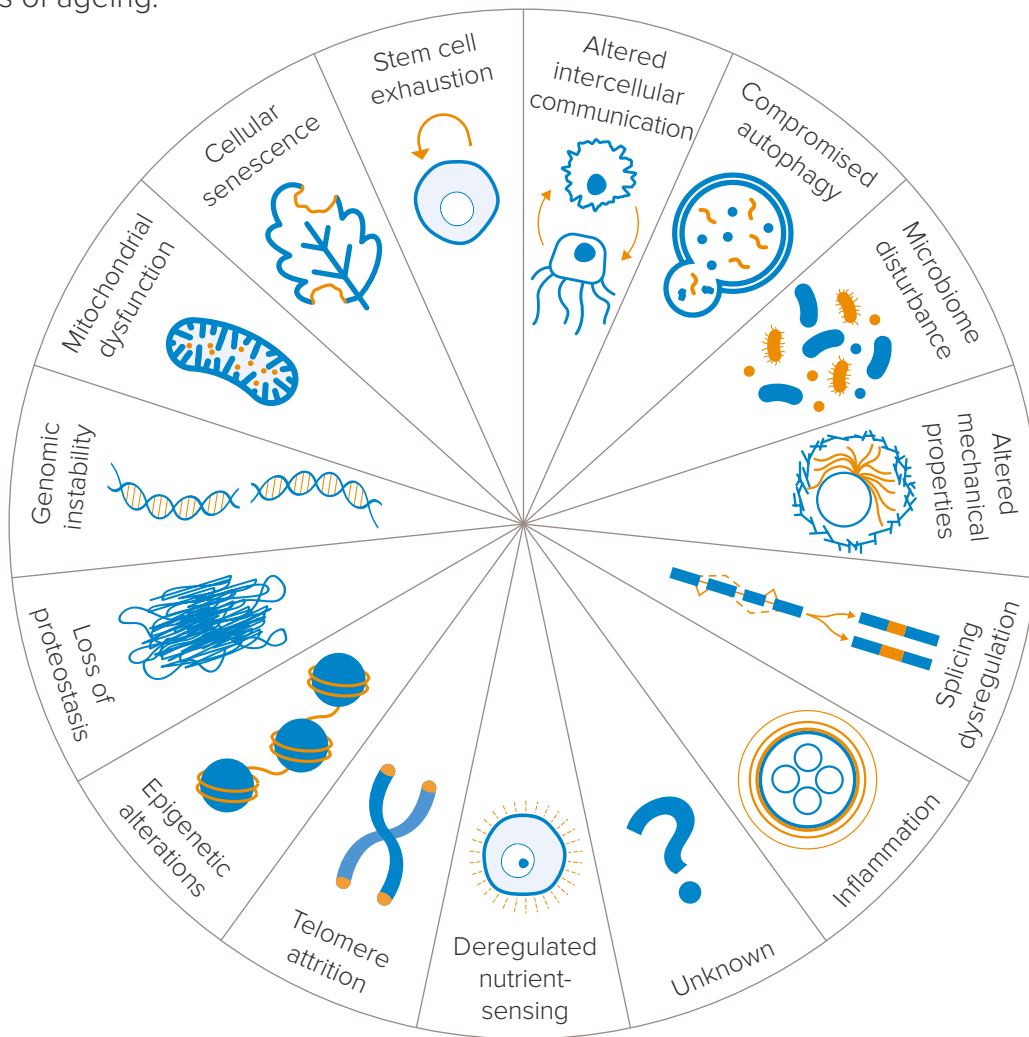 s of ageing.
Stem cell
exhaustion
Altered
intercellular
communication
Compromised
autophagy
Microbiome
disturbance
Altered
mechanical
properties
Splicing
dysregulation
Inflammation
Unknown
Deregulated
nutrient-
sensing
Telomere
attrition
Epigenetic
alterations
Loss of
proteostasis
Genomic
instability
Mitochondrial
dysfunction
Cellular
senescence